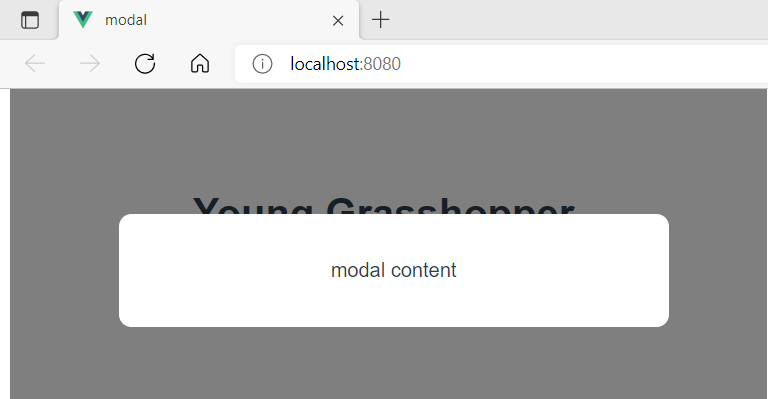 modal
localhost:8080
Young Grasshopper
modal content